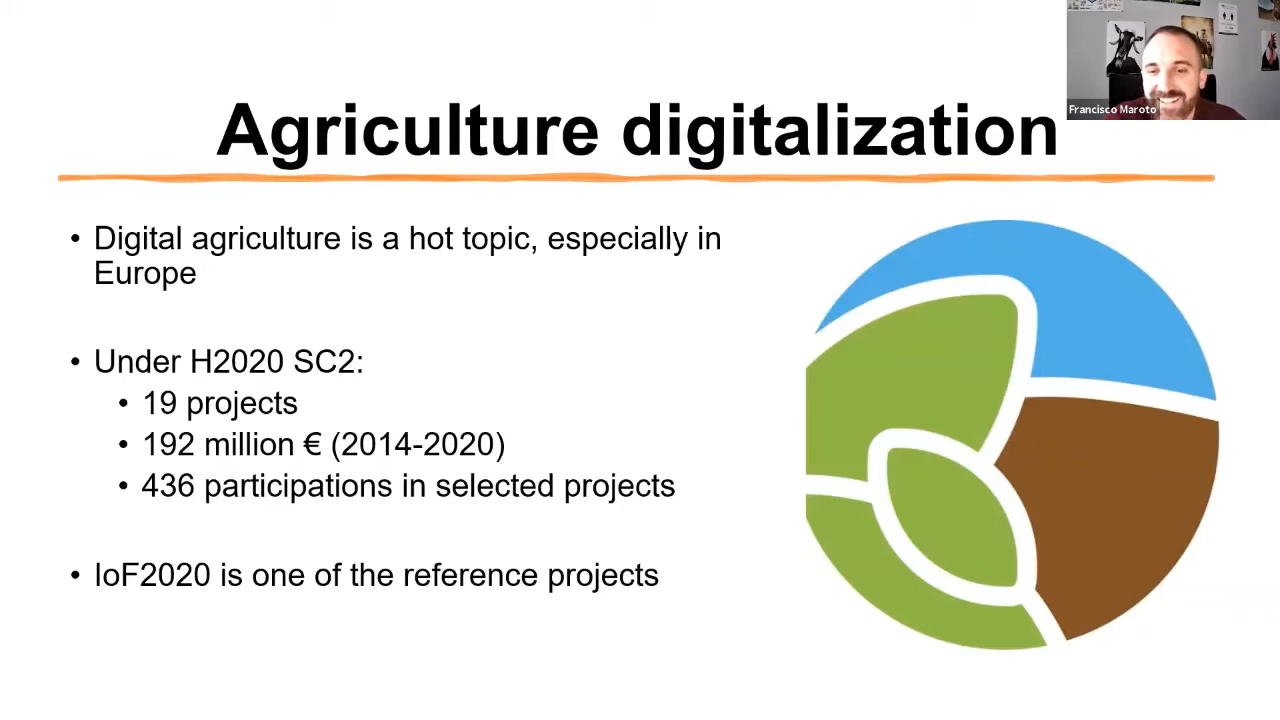 Francisco Maroto
Agriculture digitalization
• Digital agriculture is a hot topic, especially in
Europe
• Under H2020 SC2:
• 19 projects
• 192 million € (2014-2020)
• 436 participations in selected projects
• IoF2020 is one of the reference projects